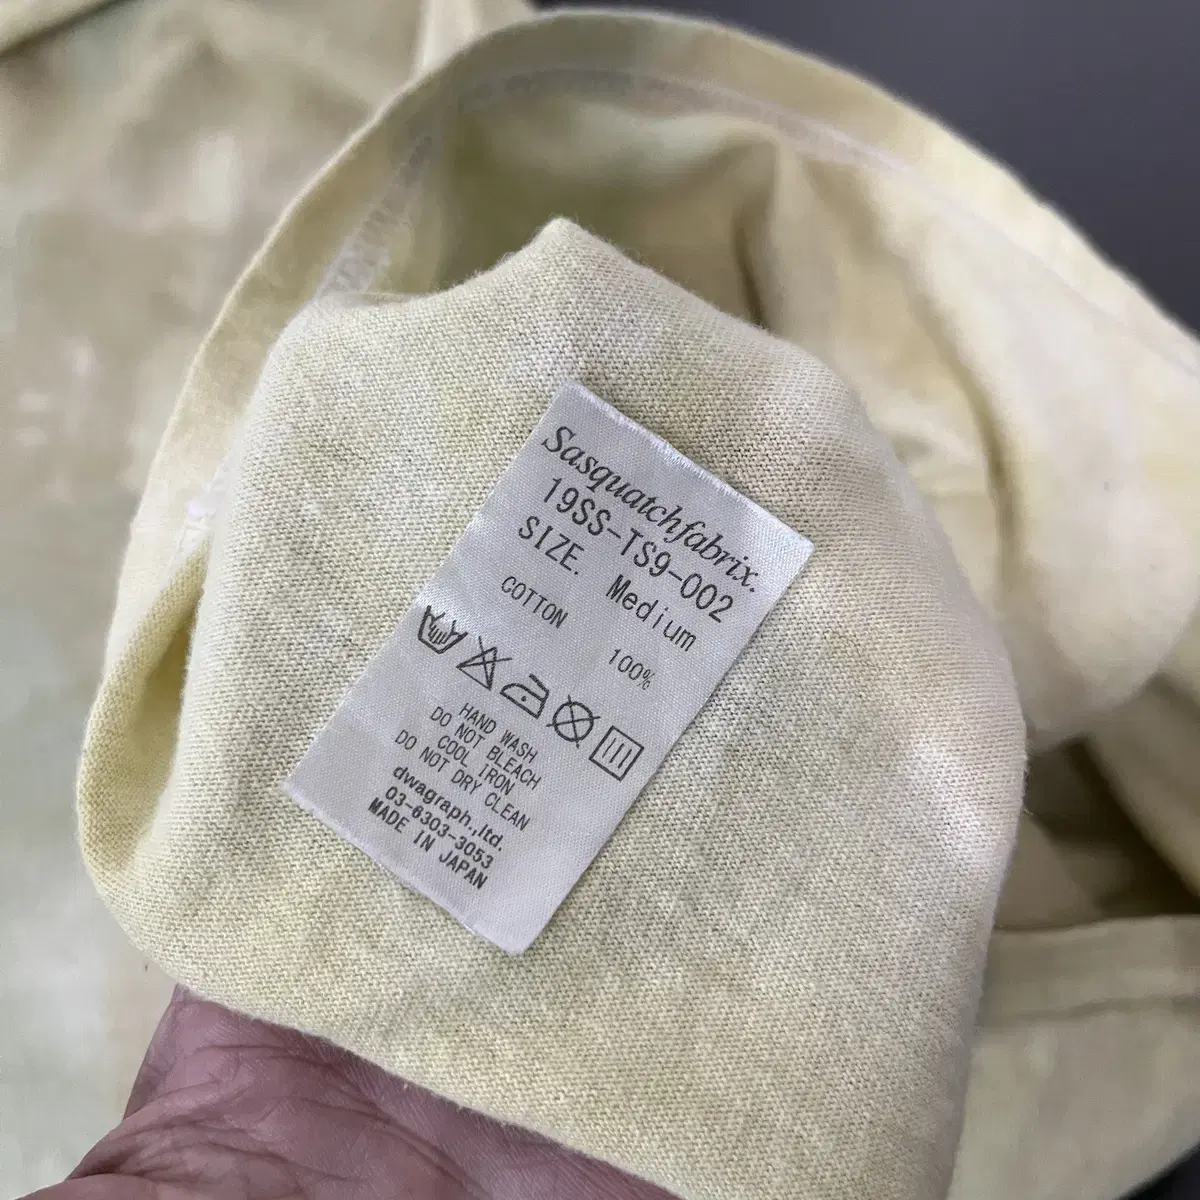 Sasquatchfabrix.
19SS-TS9-002
SIZE. Medium
COTTON 100%
HAND WASH
DO NOT BLEACH
COOL IRON
DO NOT DRY CLEAN
dwagraph.,ltd.
03-6303-3053
MADE IN JAPAN